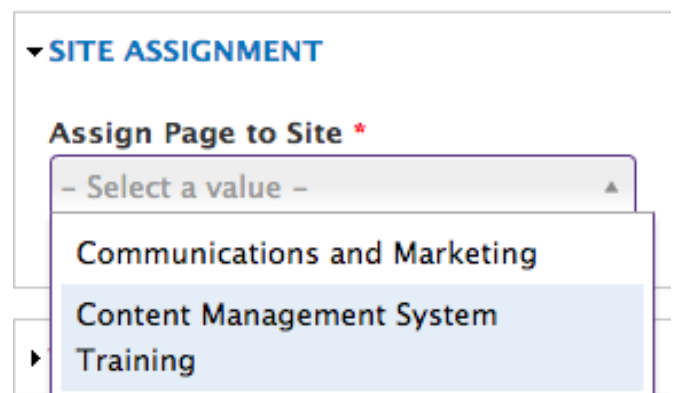 SITE ASSIGNMENT
Assign Page to Site *
– Select a value –
Communications and Marketing
Content Management System
Training